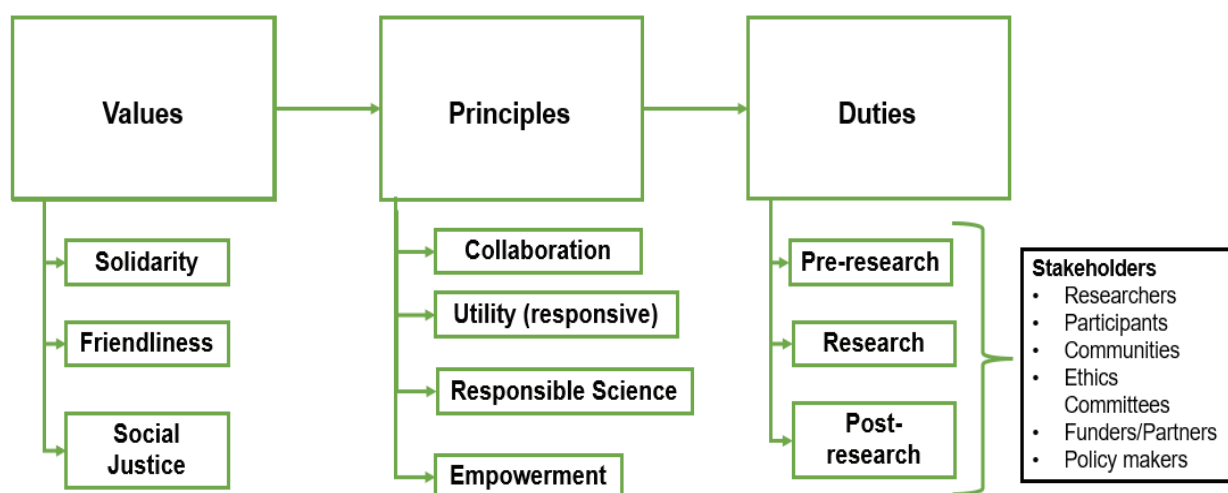 Values
Principles
Duties
Solidarity
Friendliness
Social
Justice
Collaboration
Utility (responsive)
Responsible Science
Empowerment
Pre-research
Research
Post-
research
Stakeholders
• Researchers
• Participants
• Communities
• Ethics
Committees
• Funders/Partners
• Policy makers